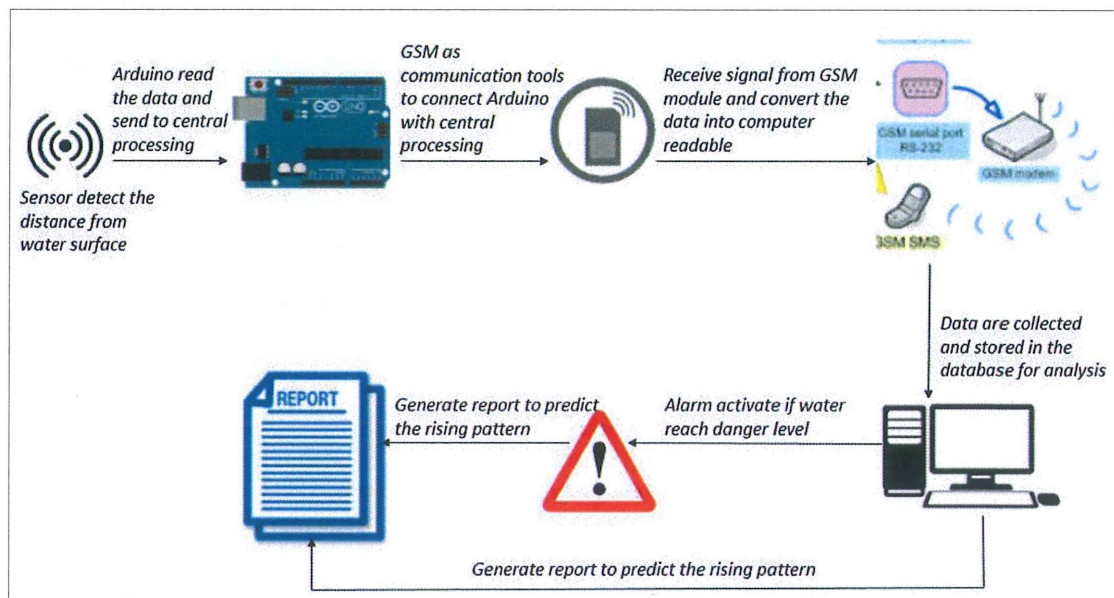 Arduino read
the data and
send to central
processing
Sensor detect the
distance from
water surface
GSM as
communication tools
to connect Arduino
with central
processing
Receive signal from GSM
module and convert the
data into computer
readable
GSM serial port
RS-232
GSM modem
GSM SMS
Data are collected
and stored in the
database for analysis
Alarm activate if water
reach danger level
Generate report to predict
the rising pattern
REPORT
Generate report to predict the rising pattern